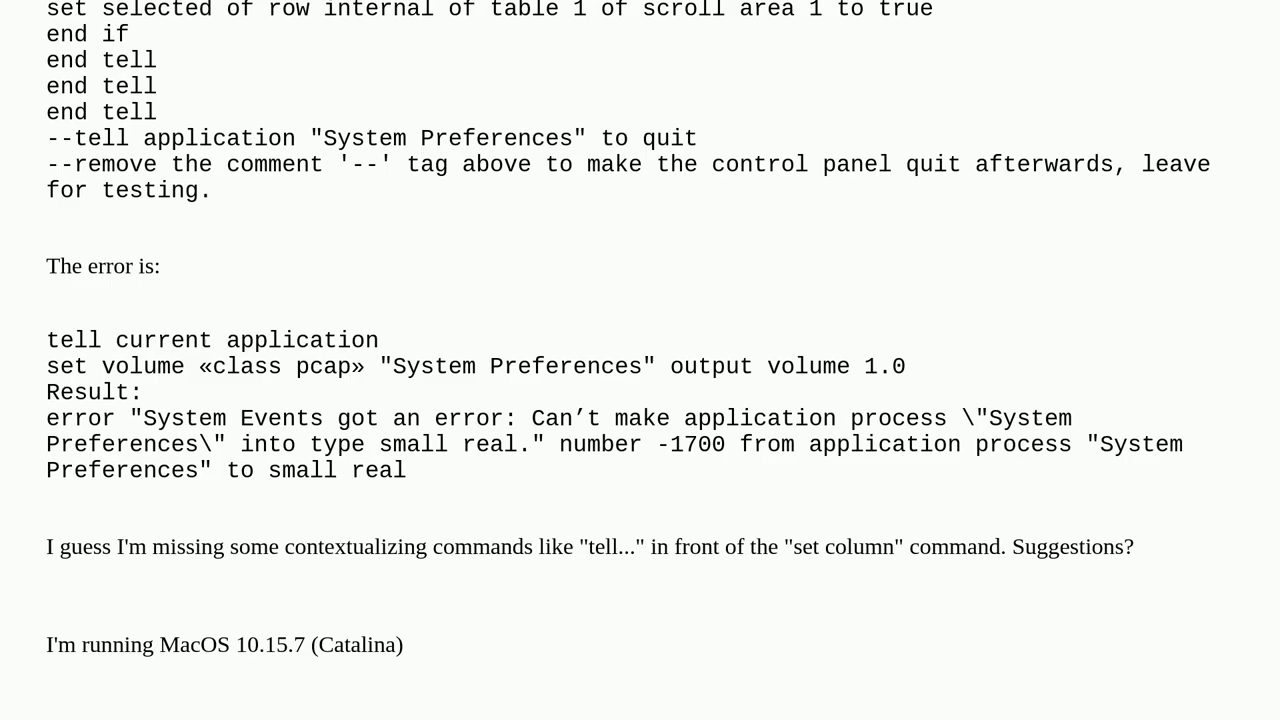 set selected of row internal of table 1 of scroll area 1 to true
end if
end tell
end tell
end tell
--tell application "System Preferences" to quit
--remove the comment '--' tag above to make the control panel quit afterwards, leave
for testing.
The error is:
tell current application
set volume «class pcap» "System Preferences" output volume 1.0
Result:
error "System Events got an error: Can’t make application process \"System
Preferences\" into type small real." number -1700 from application process "System
Preferences" to small real
I guess I'm missing some contextualizing commands like "tell..." in front of the "set column" command. Suggestions?
I'm running MacOS 10.15.7 (Catalina)